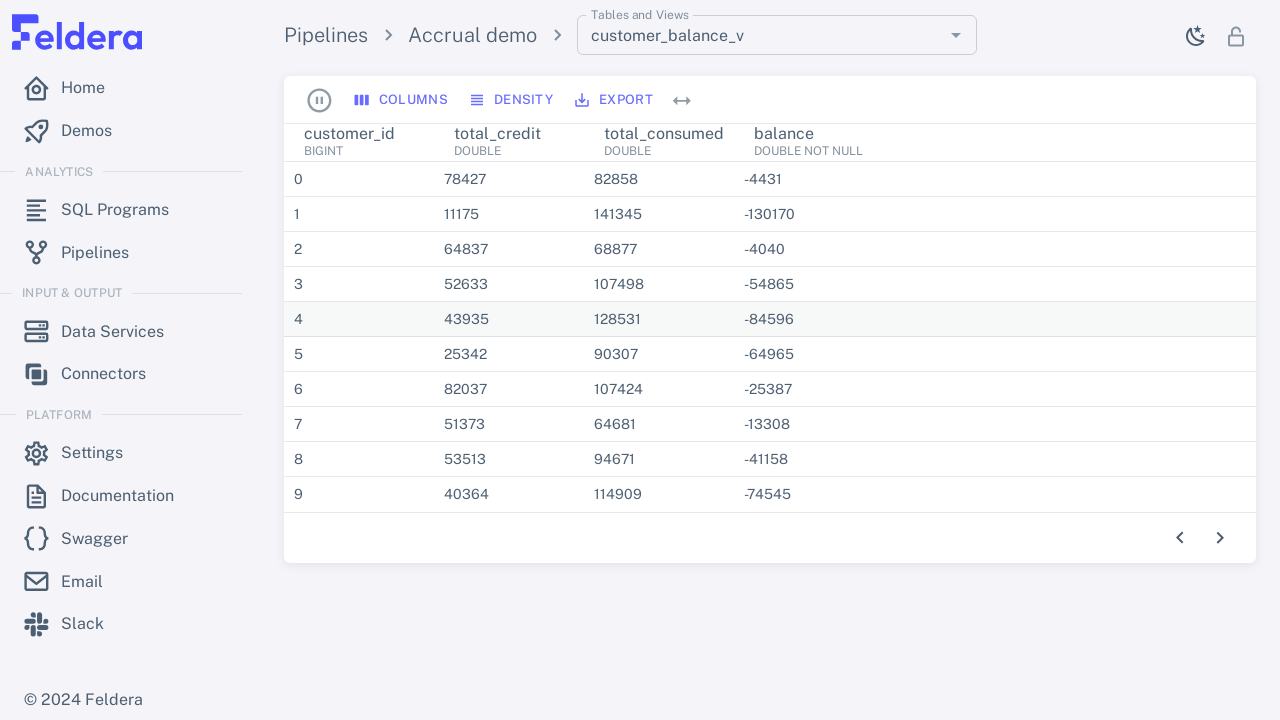 Feldera
Pipelines > Accrual demo >
Tables and Views
customer_balance_v
Home
Demos
ANALYTICS
SQL Programs
Pipelines
INPUT & OUTPUT
Data Services
Connectors
PLATFORM
Settings
Documentation
Swagger
Email
Slack
© 2024 Feldera
COLUMNS DENSITY EXPORT
customer_id total_credit total_consumed balance
BIGINT DOUBLE DOUBLE DOUBLE NOT NULL
0 78427 82858 -4431
1 11175 141345 -130170
2 64837 68877 -4040
3 52633 107498 -54865
4 43935 128531 -84596
5 25342 90307 -64965
6 82037 107424 -25387
7 51373 64681 -13308
8 53513 94671 -41158
9 40364 114909 -74545